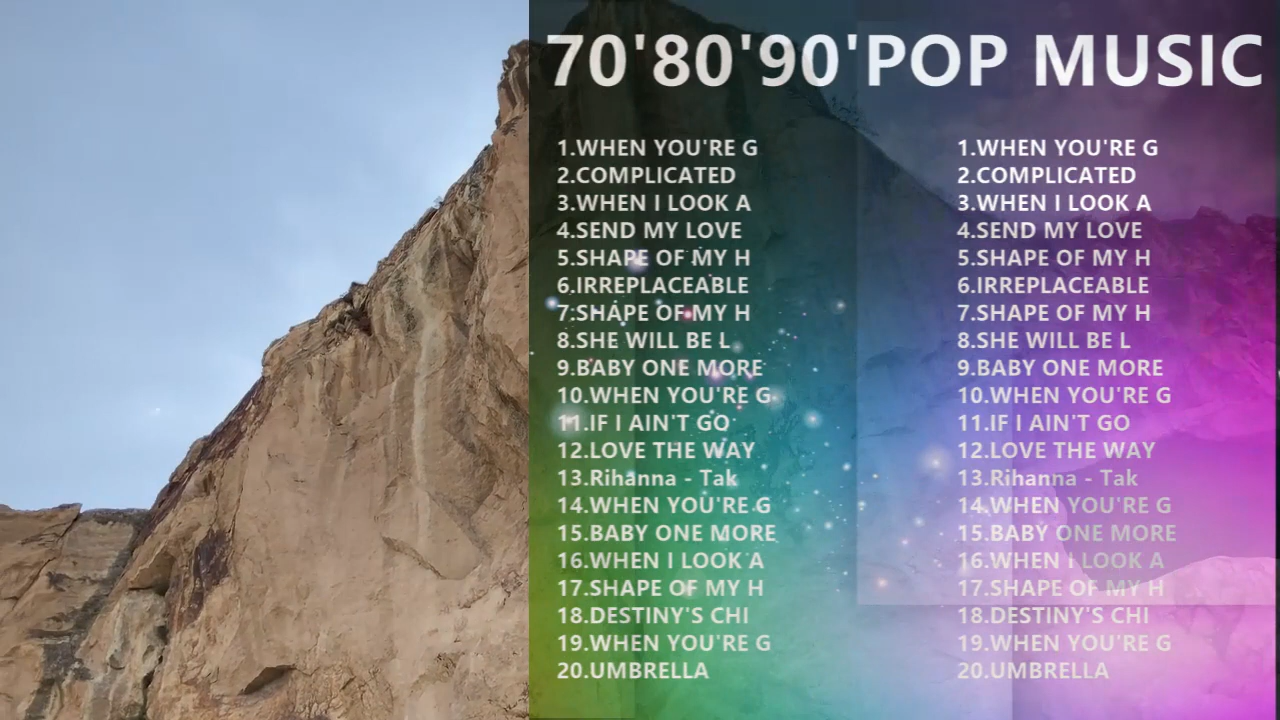 70'80'90'POP MUSIC
1.WHEN YOU'RE G
2.COMPLICATED
3.WHEN I LOOK A
4.SEND MY LOVE
5.SHAPE OF MY H
6.IRREPLACEABLE
7.SHAPE OF MY H
8.SHE WILL BE L
9.BABY ONE MORE
10.WHEN YOU'RE G
11.IF I AIN'T GO
12.LOVE THE WAY
13.Rihanna - Tak
14.WHEN YOU'RE G
15.BABY ONE MORE
16.WHEN I LOOK A
17.SHAPE OF MY H
18.DESTINY'S CHI
19.WHEN YOU'RE G
20.UMBRELLA
1.WHEN YOU'RE G
2.COMPLICATED
3.WHEN I LOOK A
4.SEND MY LOVE
5.SHAPE OF MY H
6.IRREPLACEABLE
7.SHAPE OF MY H
8.SHE WILL BE L
9.BABY ONE MORE
10.WHEN YOU'RE G
11.IF I AIN'T GO
12.LOVE THE WAY
13.Rihanna - Tak
14.WHEN YOU'RE G
15.BABY ONE MORE
16.WHEN I LOOK A
17.SHAPE OF MY H
18.DESTINY'S CHI
19.WHEN YOU'RE G
20.UMBRELLA